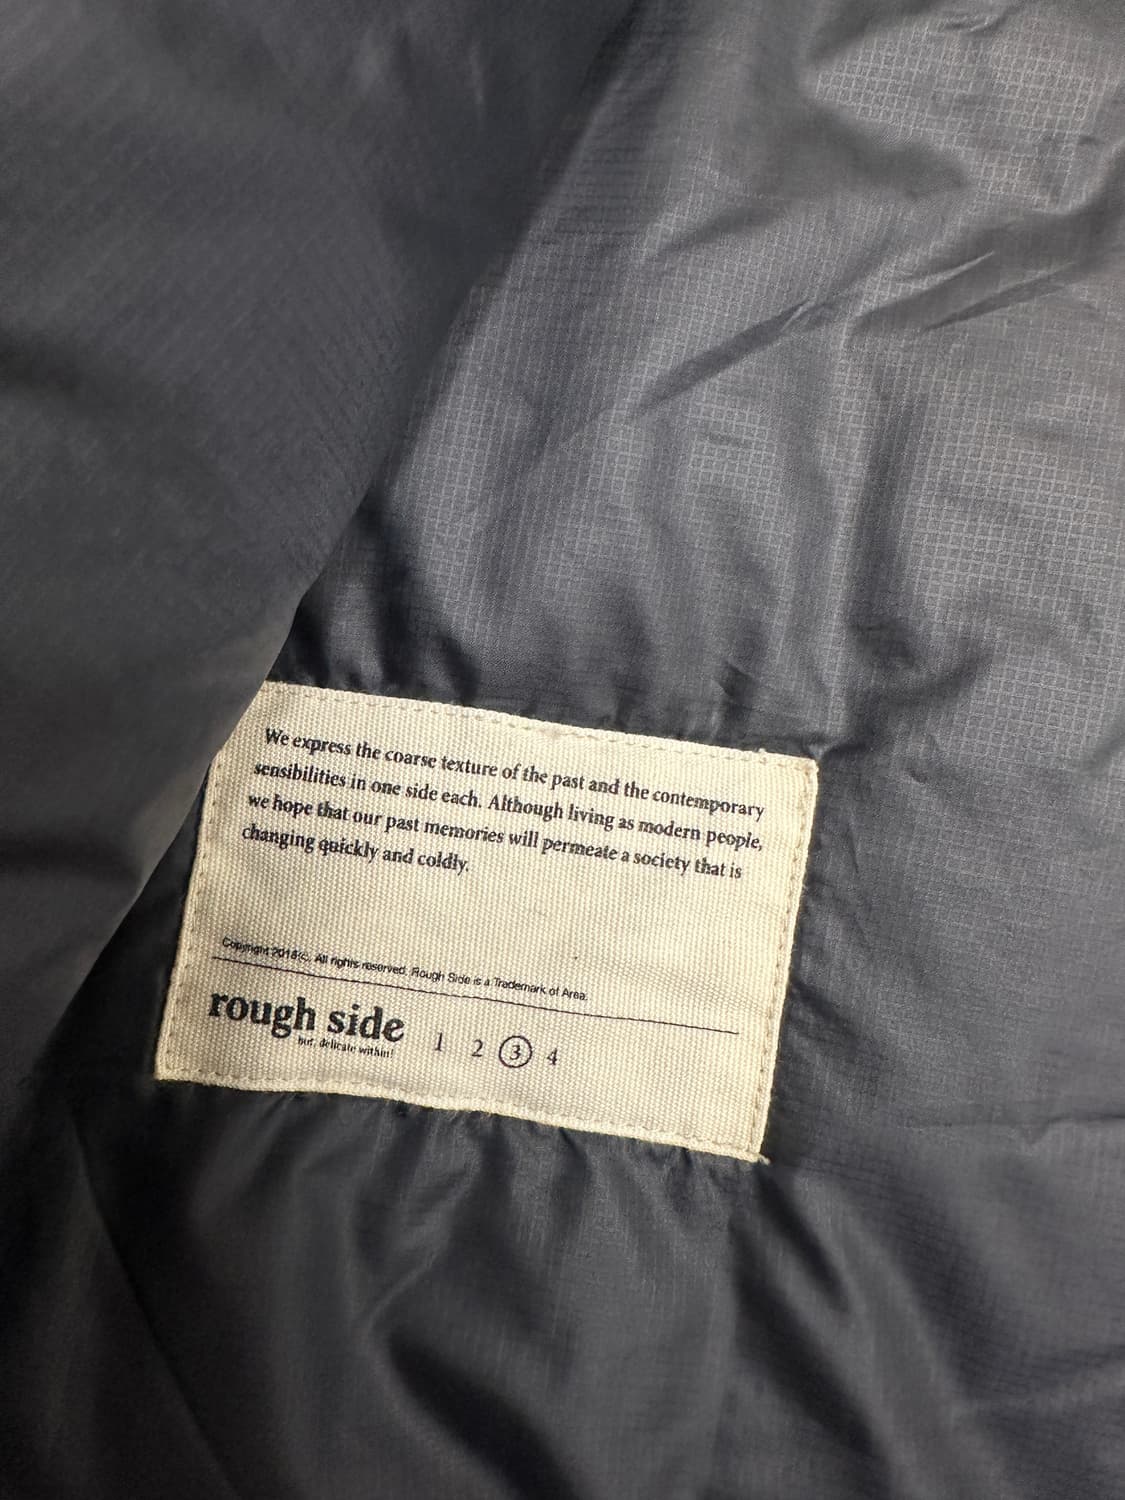 We express the coarse texture of the past and the contemporary
sensibilities in one side each. Although living as modern people,
we hope that our past memories will permeate a society that is
changing quickly and coldly.
Copyright 2018(c). All rights reserved. Rough Side is a Trademark of Area.
rough side
but, delicate within!
1 2 3 4